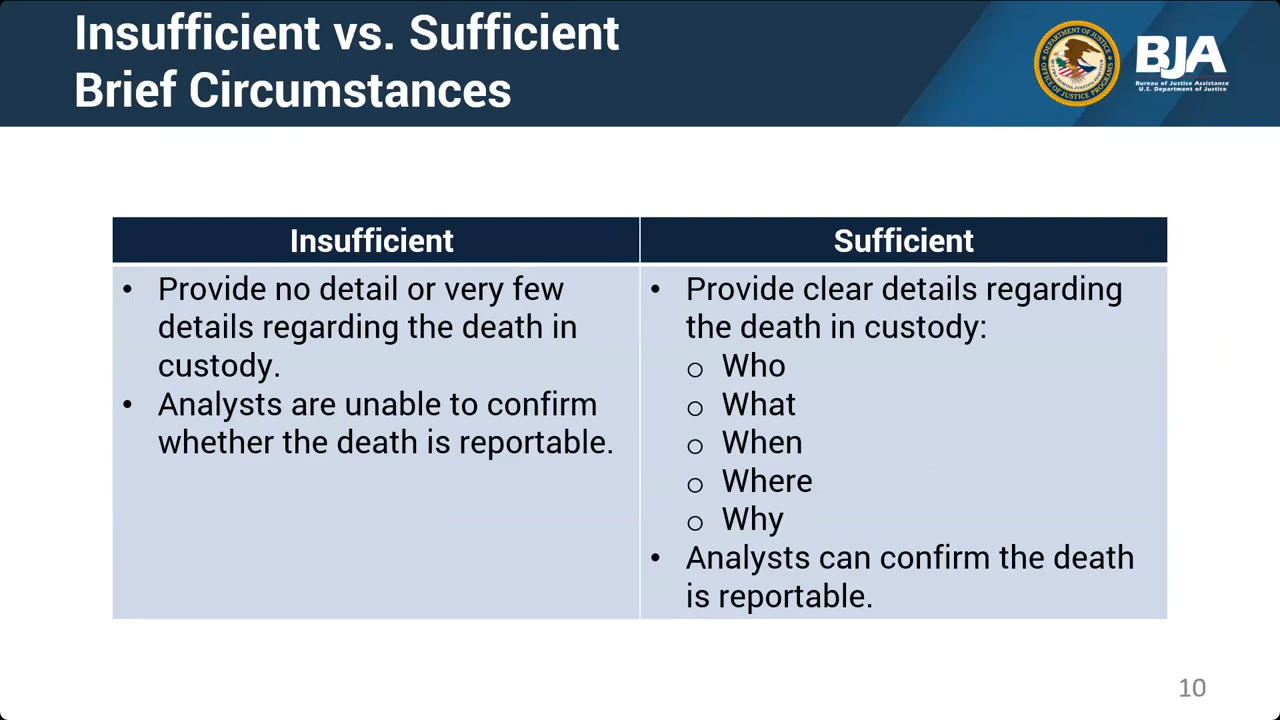 Insufficient vs. Sufficient
Brief Circumstances
BJA
Bureau of Justice Assistance
U.S. Department of Justice
Insufficient
• Provide no detail or very few
details regarding the death in
custody.
• Analysts are unable to confirm
whether the death is reportable.
Sufficient
• Provide clear details regarding
the death in custody:
o Who
o What
o When
o Where
o Why
• Analysts can confirm the death
is reportable.
10